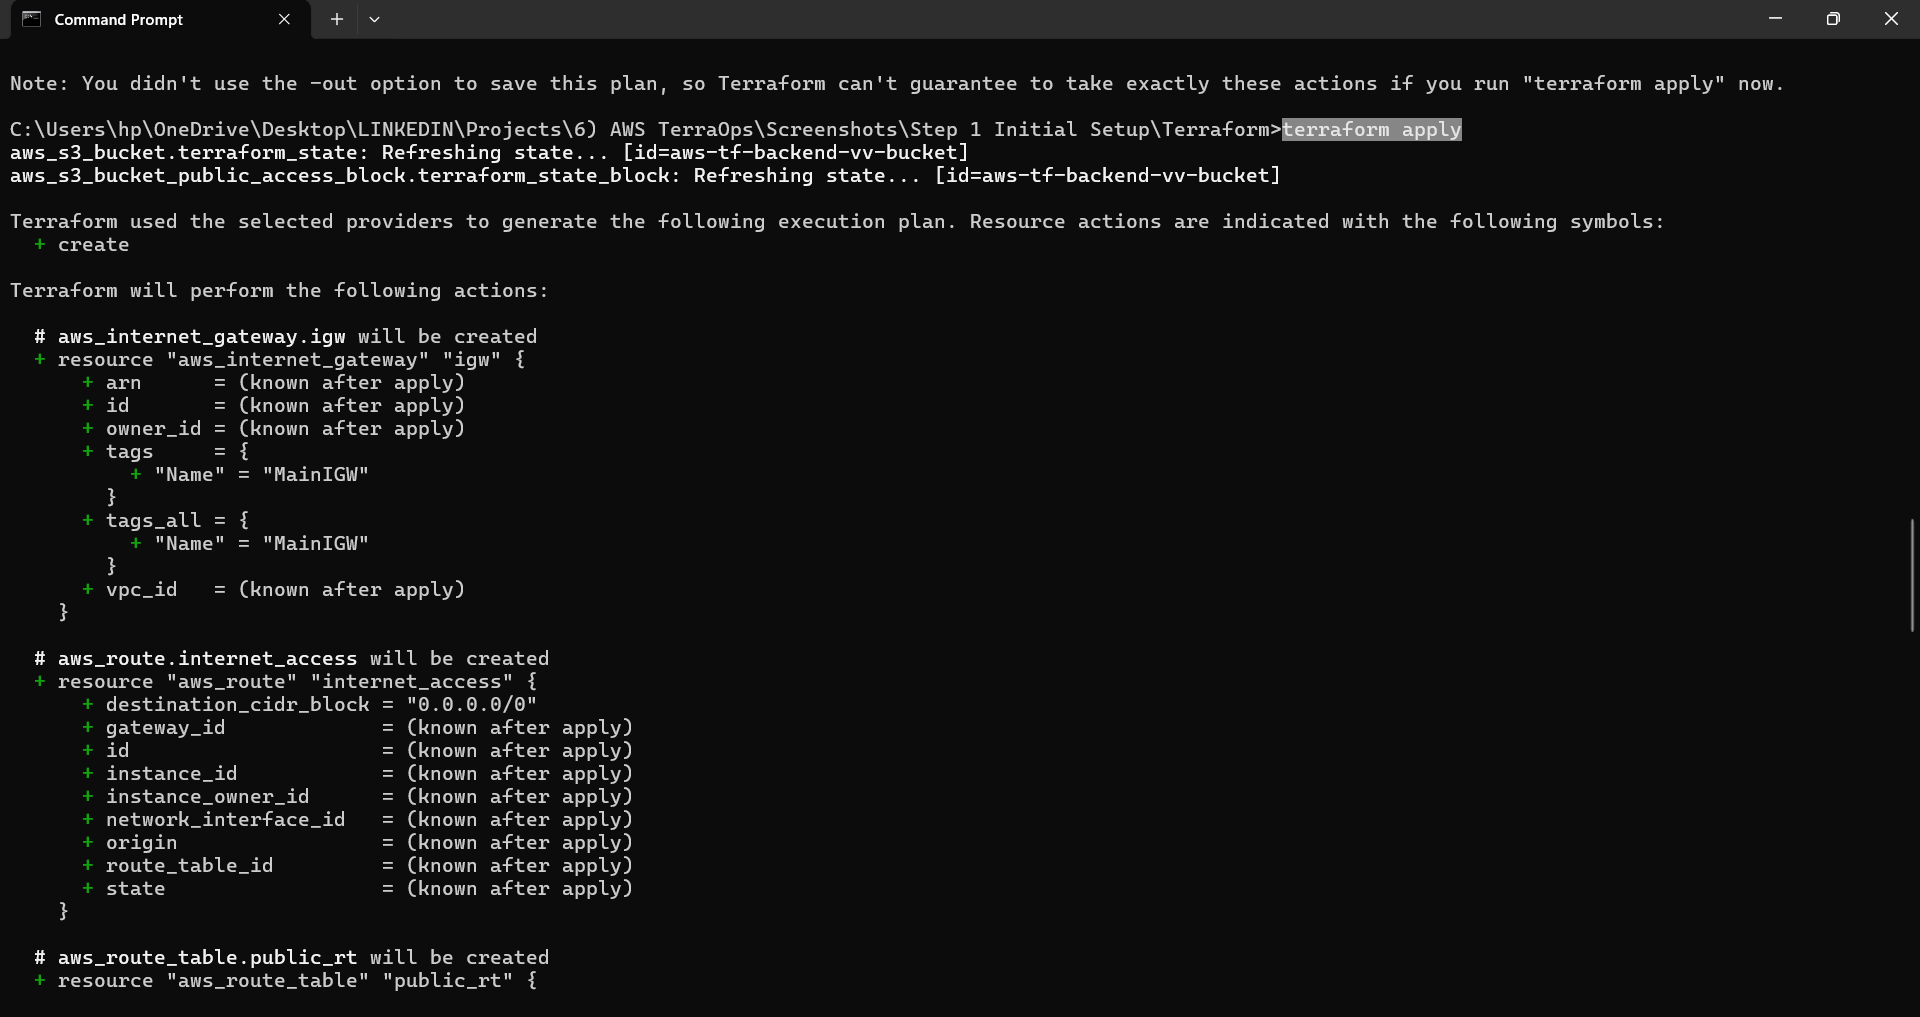 Command Prompt
Note: You didn't use the -out option to save this plan, so Terraform can't guarantee to take exactly these actions if you run "terraform apply" now.
C:\Users\hp\OneDrive\Desktop\LINKEDIN\Projects\6) AWS TerraOps\Screenshots\Step 1 Initial Setup\Terraform>terraform apply
aws_s3_bucket.terraform_state: Refreshing state... [id=aws-tf-backend-vv-bucket]
aws_s3_bucket_public_access_block.terraform_state_block: Refreshing state... [id=aws-tf-backend-vv-bucket]
Terraform used the selected providers to generate the following execution plan. Resource actions are indicated with the following symbols:
  + create
Terraform will perform the following actions:
  # aws_internet_gateway.igw will be created
  + resource "aws_internet_gateway" "igw" {
      + arn      = (known after apply)
      + id       = (known after apply)
      + owner_id = (known after apply)
      + tags     = {
          + "Name" = "MainIGW"
        }
      + tags_all = {
          + "Name" = "MainIGW"
        }
      + vpc_id   = (known after apply)
    }
  # aws_route.internet_access will be created
  + resource "aws_route" "internet_access" {
      + destination_cidr_block = "0.0.0.0/0"
      + gateway_id             = (known after apply)
      + id                     = (known after apply)
      + instance_id            = (known after apply)
      + instance_owner_id      = (known after apply)
      + network_interface_id   = (known after apply)
      + origin                 = (known after apply)
      + route_table_id         = (known after apply)
      + state                  = (known after apply)
    }
  # aws_route_table.public_rt will be created
  + resource "aws_route_table" "public_rt" {